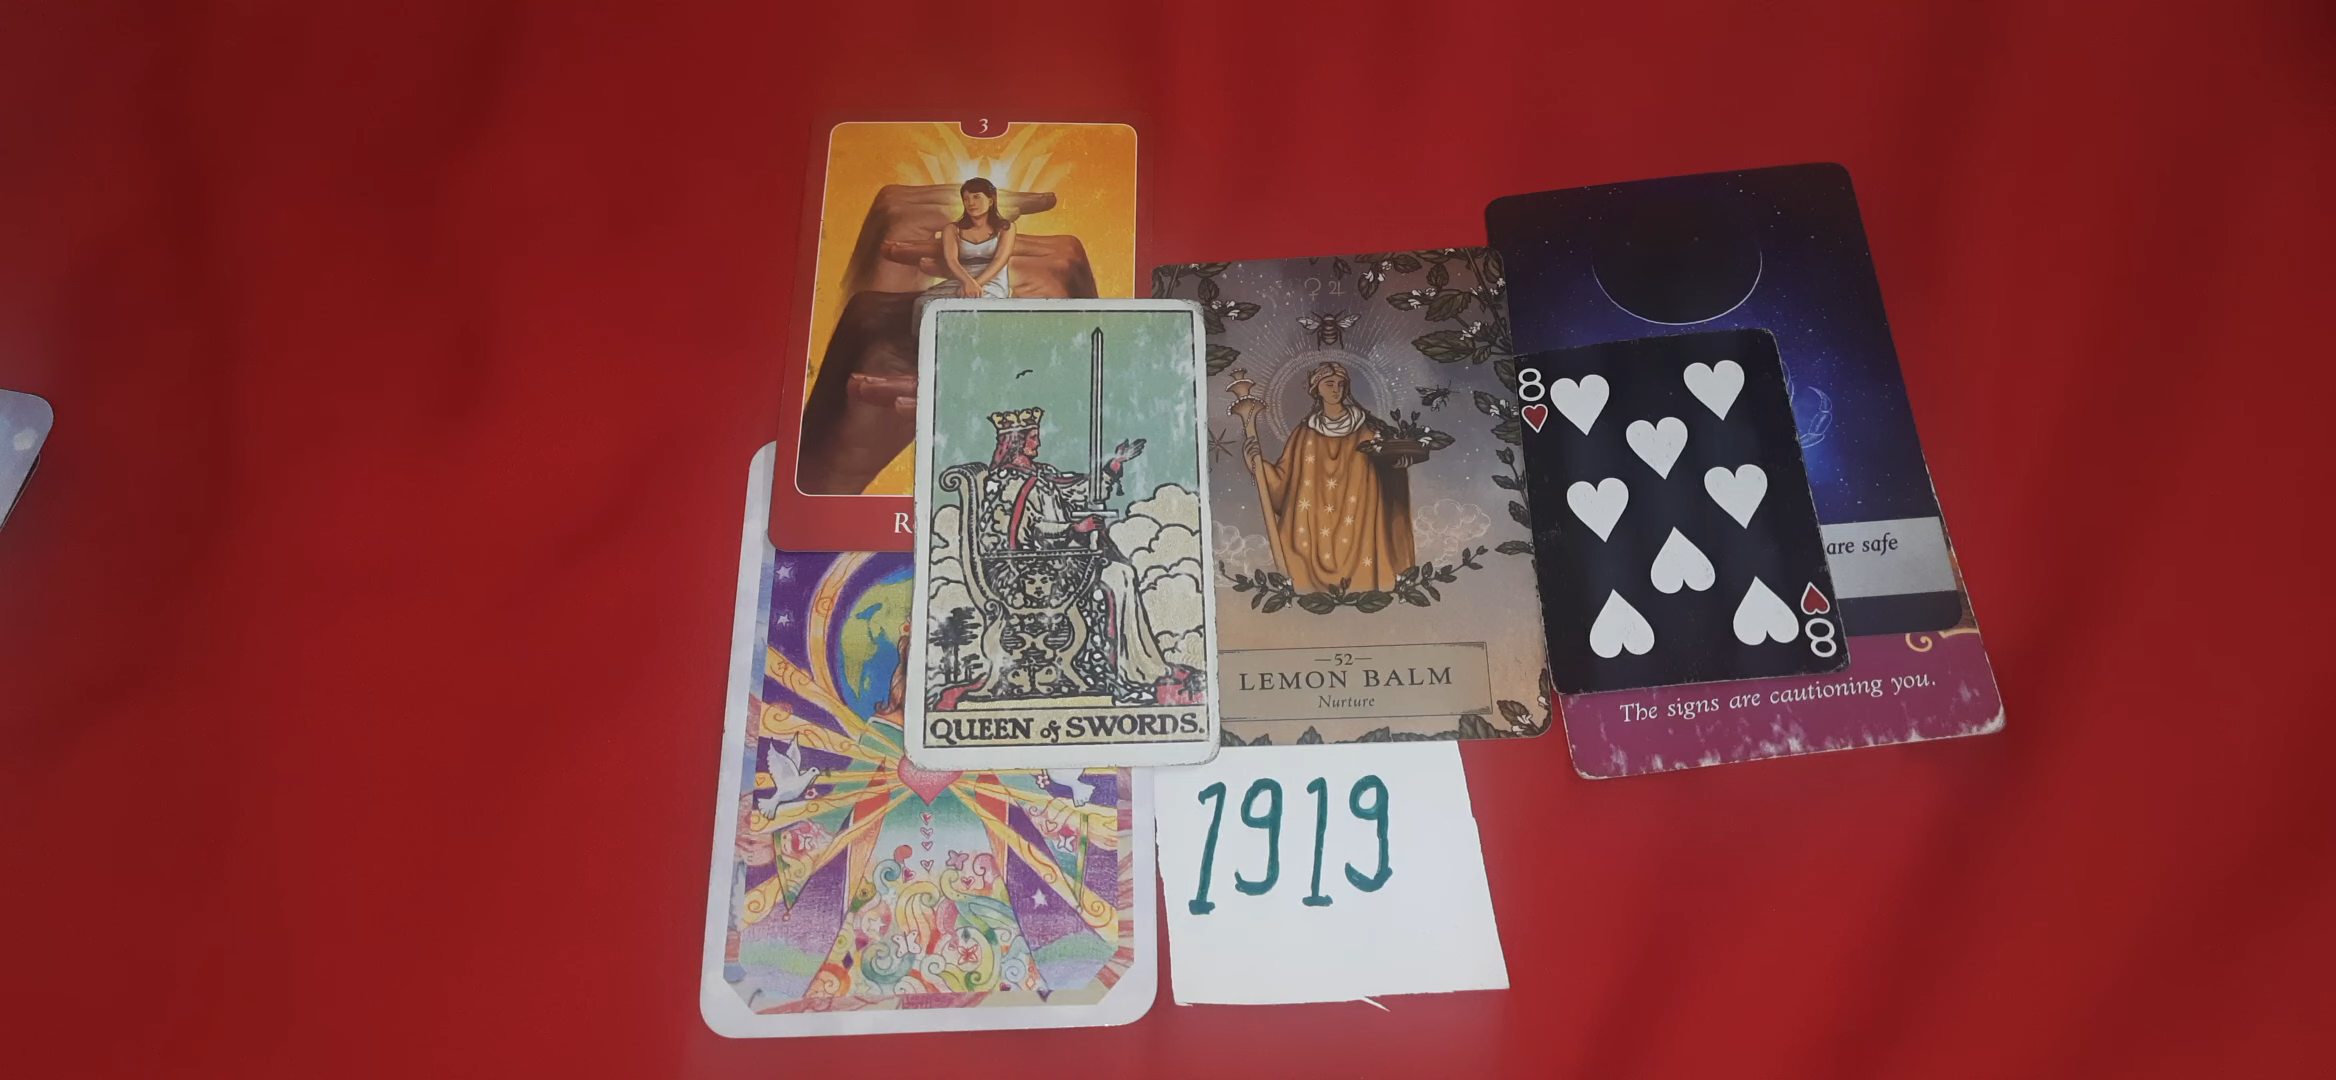 3
QUEEN of SWORDS.
—52—
LEMON BALM
Nurture
8
8
are safe
The signs are cautioning you.
1919